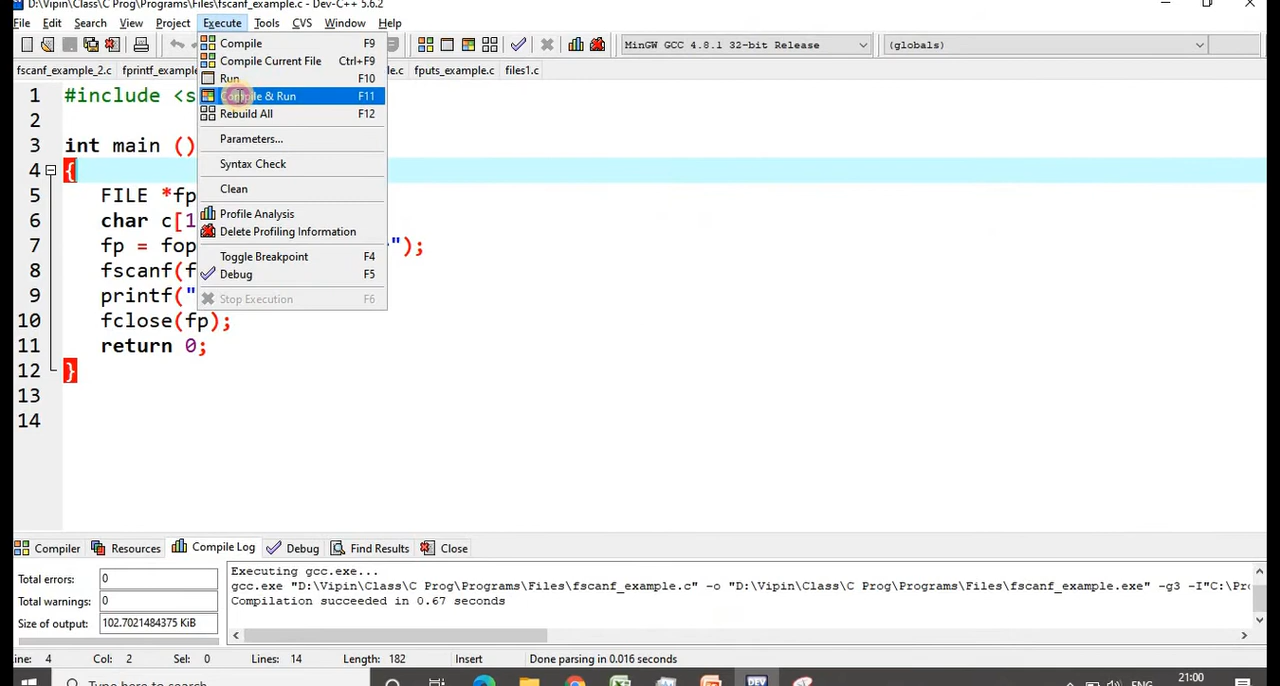 D:\Vipin\Class\C Prog\Programs\Files\fscanf_example.c - Dev-C++ 5.6.2
File Edit Search View Project Execute Tools CVS Window Help
Compile F9
Compile Current File Ctrl+F9
Run F10
Compile & Run F11
Rebuild All F12
Parameters...
Syntax Check
Clean
Profile Analysis
Delete Profiling Information
Toggle Breakpoint F4
Debug F5
Stop Execution F6
MinGW GCC 4.8.1 32-bit Release (globals)
fscanf_example_2.c fprintf_example .c fputs_example.c files1.c
1 #include <s
2
3 int main ()
4 {
5 FILE *fp
6 char c[1
7 fp = fop ");
8 fscanf(f
9 printf("
10 fclose(fp);
11 return 0;
12 }
13
14
Compiler Resources Compile Log Debug Find Results Close
Total errors: 0
Total warnings: 0
Size of output: 102.7021484375 KiB
Executing gcc.exe...
gcc.exe "D:\Vipin\Class\C Prog\Programs\Files\fscanf_example.c" -o "D:\Vipin\Class\C Prog\Programs\Files\fscanf_example.exe" -g3 -I"C:\Pr
Compilation succeeded in 0.67 seconds
ine: 4 Col: 2 Sel: 0 Lines: 14 Length: 182 Insert Done parsing in 0.016 seconds
Type here to search DEV ENG 21:00